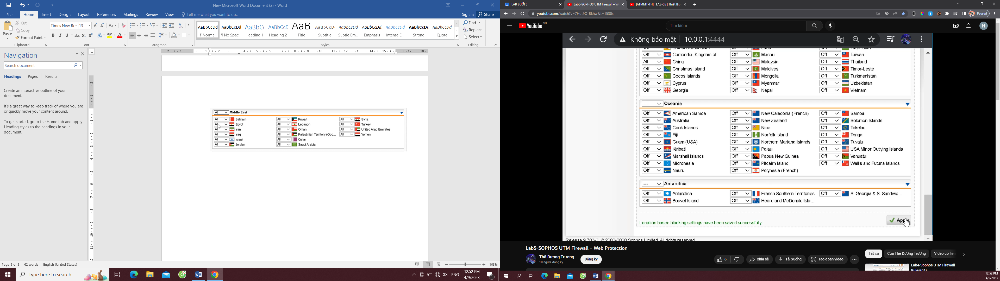 New Microsoft Word Document (2) - Word
File Home Insert Design Layout References Mailings Review View Tell me what you want to do... Sign in Share
Paste Cut Copy Format Painter
Times New Ro 13
Clipboard Font Paragraph Styles Editing
AaBbCcDd AaBbCcDd AaBbC AaBbCcE AaB AaBbCcD AaBbCcDd AaBbCcDd AaBbCcDd AaBbCcDc AaBbCcDd
¶ Normal ¶ No Spac... Heading 1 Heading 2 Title Subtitle Subtle Em... Emphasis Intense E... Strong Quote
Find
Replace
Select
Navigation
Search document
Headings Pages Results
Create an interactive outline of your
document.
It's a great way to keep track of where you are
or quickly move your content around.
To get started, go to the Home tab and apply
Heading styles to the headings in your
document.
All Middle East
All Bahrain All Kuwait All Syria
All Egypt All Lebanon All Turkey
All Iran All Oman All United Arab Emirates
All Iraq All Palestinian Territory (Occ... All Yemen
All Israel All Qatar
All Jordan All Saudi Arabia
Page 3 of 3 62 words English (United States) 103%
Type here to search ENG 12:52 PM
4/9/2023
LAB BUỔI 5 Lab5-SOPHOS UTM Firewall – W [ATMMT-TH] | LAB-05 | Thiết lập
youtube.com/watch?v=7Hut9Q-Bkhw&t=1530s Paused
YouTube VN Tìm kiếm N
Không bảo mật 10.0.0.1:4444
Off Cambodia, Kingdom of Off Macau Off Taiwan
All China Off Malaysia Off Thailand
Off Christmas Island Off Maldives Off Timor-Leste
Off Cocos Islands Off Mongolia Off Turkmenistan
Off Cyprus Off Myanmar Off Uzbekistan
Off Georgia Off Nepal Off Vietnam
--- Oceania
Off American Samoa Off New Caledonia (French) Off Samoa
Off Australia Off New Zealand Off Solomon Islands
Off Cook Islands Off Niue Off Tokelau
Off Fiji Off Norfolk Island Off Tonga
Off Guam (USA) Off Northern Mariana Islands Off Tuvalu
Off Kiribati Off Palau Off USA Minor Outlying Islands
Off Marshall Islands Off Papua New Guinea Off Vanuatu
Off Micronesia Off Pitcairn Island Off Wallis and Futuna Islands
Off Nauru Off Polynesia (French)
--- Antarctica
Off Antarctica Off French Southern Territories Off S. Georgia & S. Sandwic...
Off Bouvet Island Off Heard and McDonald Isla...
Location based blocking settings have been saved successfully. Apply
Release 9.703-3 © 2000-2020 Sophos Limited. All rights reserved.
Lab5-SOPHOS UTM Firewall – Web Protection
Thế Dương Trương
19 người đăng ký
Đăng ký 6 Chia sẻ Tải xuống Tạo đoạn video
Tất cả Của Thế Dương Trương Video có liên
Lab4-Sophos UTM Firewall
Rules(01)
12:52 PM
4/9/2023